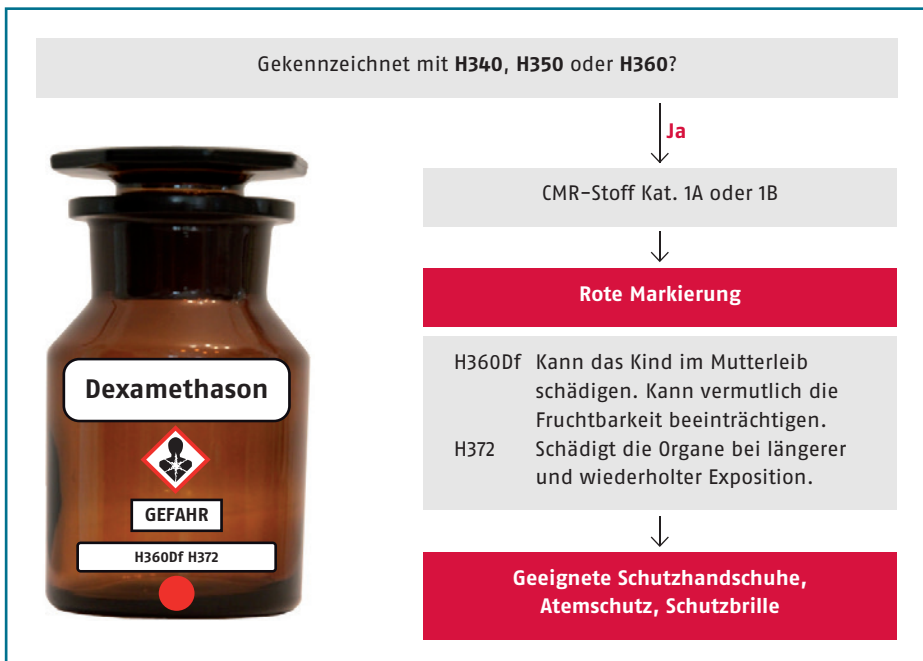 Gekennzeichnet mit H340, H350 oder H360?
Ja
CMR-Stoff Kat. 1A oder 1B
Rote Markierung
H360Df Kann das Kind im Mutterleib
schädigen. Kann vermutlich die
Fruchtbarkeit beeinträchtigen.
H372 Schädigt die Organe bei längerer
und wiederholter Exposition.
Geeignete Schutzhandschuhe,
Atemschutz, Schutzbrille
Dexamethason
GEFAHR
H360Df H372